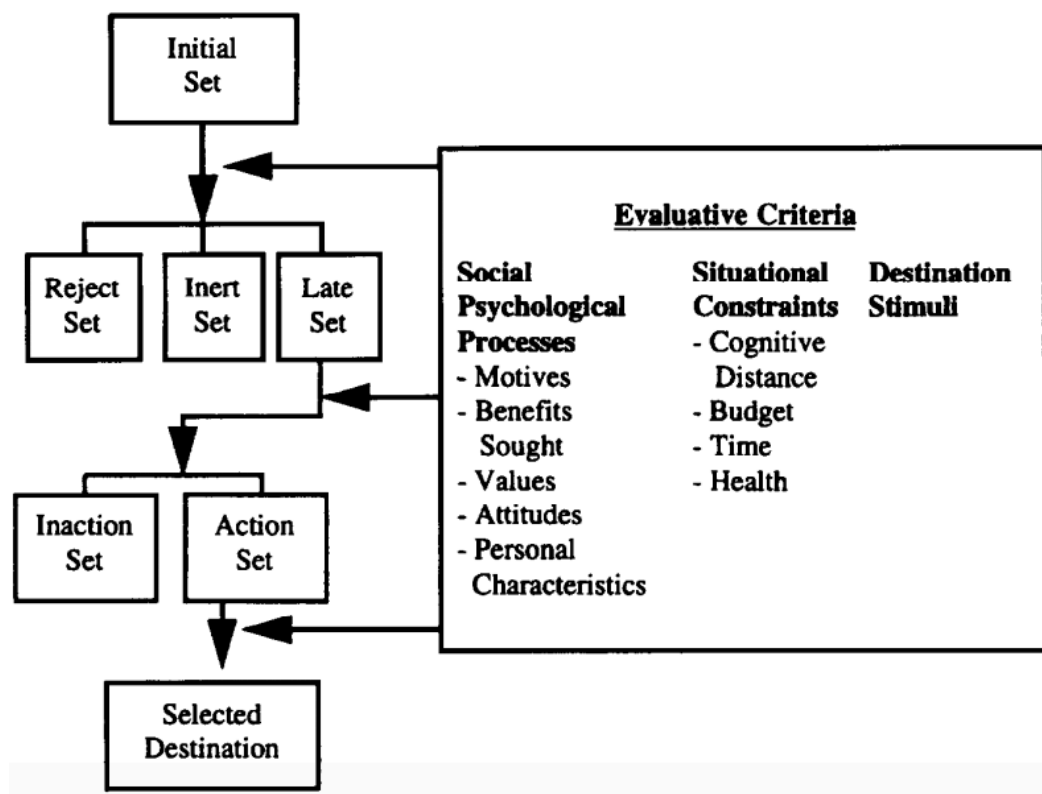 Initial
Set
Evaluative Criteria
Social
Psychological
Processes
- Motives
- Benefits
Sought
- Values
- Attitudes
- Personal
Characteristics
Situational
Constraints
- Cognitive
Distance
- Budget
- Time
- Health
Destination
Stimuli
Reject
Set
Inert
Set
Late
Set
Inaction
Set
Action
Set
Selected
Destination